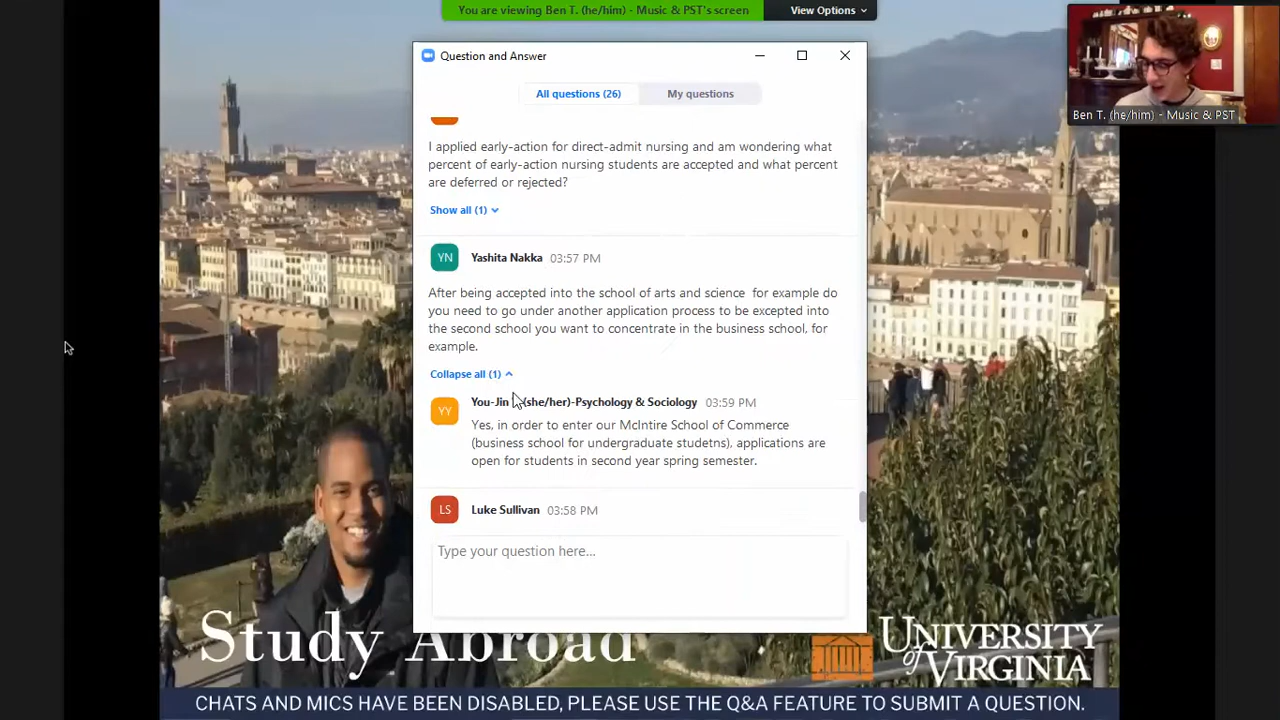 You are viewing Ben T. (he/him) - Music & PST's screen
View Options
Question and Answer
All questions (26)
My questions
Ben T. (he/him) - Music & PST
I applied early-action for direct-admit nursing and am wondering what
percent of early-action nursing students are accepted and what percent
are deferred or rejected?
Show all (1)
YN
Yashita Nakka 03:57 PM
After being accepted into the school of arts and science for example do
you need to go under another application process to be excepted into
the second school you want to concentrate in the business school, for
example.
Collapse all (1)
YY
You-Jin (she/her)-Psychology & Sociology 03:59 PM
Yes, in order to enter our McIntire School of Commerce
(business school for undergraduate studetns), applications are
open for students in second year spring semester.
LS
Luke Sullivan 03:58 PM
Type your question here...
Study Abroad
UNIVERSITY
of VIRGINIA
CHATS AND MICS HAVE BEEN DISABLED, PLEASE USE THE Q&A FEATURE TO SUBMIT A QUESTION.